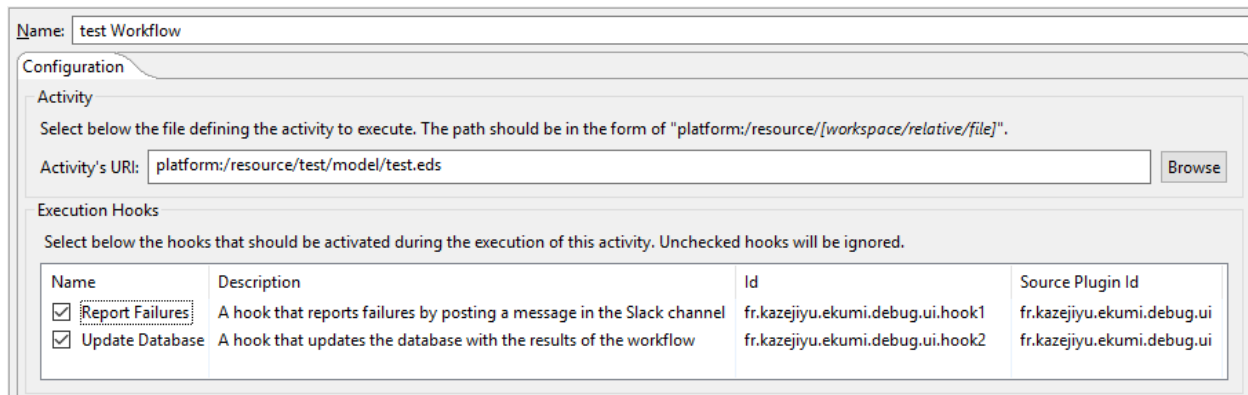 Name: test Workflow
Configuration
Activity
Select below the file defining the activity to execute. The path should be in the form of "platform:/resource/[workspace/relative/file]".
Activity's URI: platform:/resource/test/model/test.eds Browse
Execution Hooks
Select below the hooks that should be activated during the execution of this activity. Unchecked hooks will be ignored.
Name Description Id Source Plugin Id
Report Failures A hook that reports failures by posting a message in the Slack channel fr.kazejiyu.ekumi.debug.ui.hook1 fr.kazejiyu.ekumi.debug.ui
Update Database A hook that updates the database with the results of the workflow fr.kazejiyu.ekumi.debug.ui.hook2 fr.kazejiyu.ekumi.debug.ui